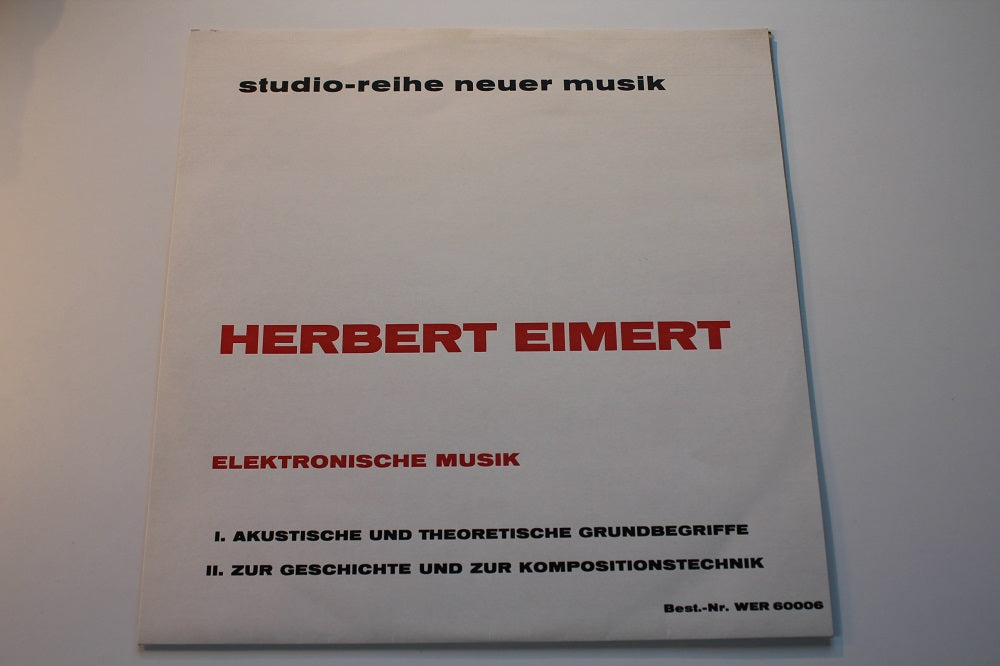 studio-reihe neuer musik
HERBERT EIMERT
ELEKTRONISCHE MUSIK
I. AKUSTISCHE UND THEORETISCHE GRUNDBEGRIFFE
II. ZUR GESCHICHTE UND ZUR KOMPOSITIONSTECHNIK
Best.-Nr. WER 60006